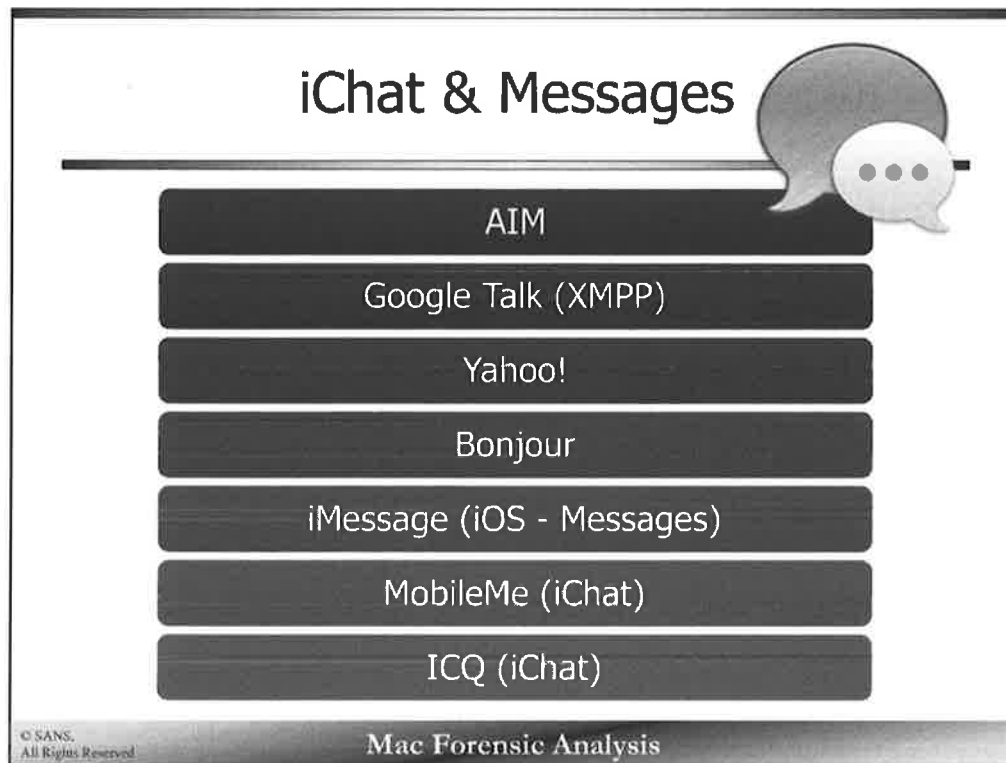 iChat & Messages
AIM
Google Talk (XMPP)
Yahoo!
Bonjour
iMessage (iOS - Messages)
MobileMe (iChat)
ICQ (iChat)
© SANS,
All Rights Reserved
Mac Forensic Analysis